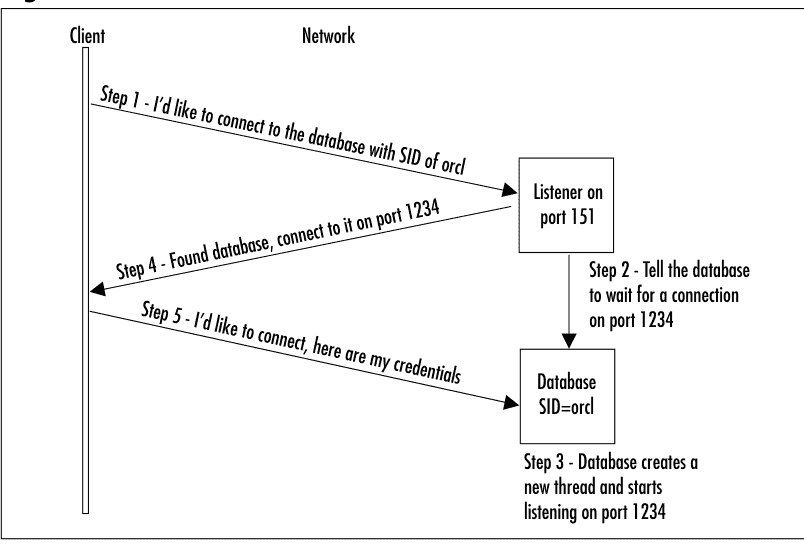 Client
Network
Step 1 - I'd like to connect to the database with SID of orcl
Listener on
port 151
Step 4 - Found database, connect to it on port 1234
Step 2 - Tell the database
to wait for a connection
on port 1234
Step 5 - I'd like to connect, here are my credentials
Database
SID=orcl
Step 3 - Database creates a
new thread and starts
listening on port 1234